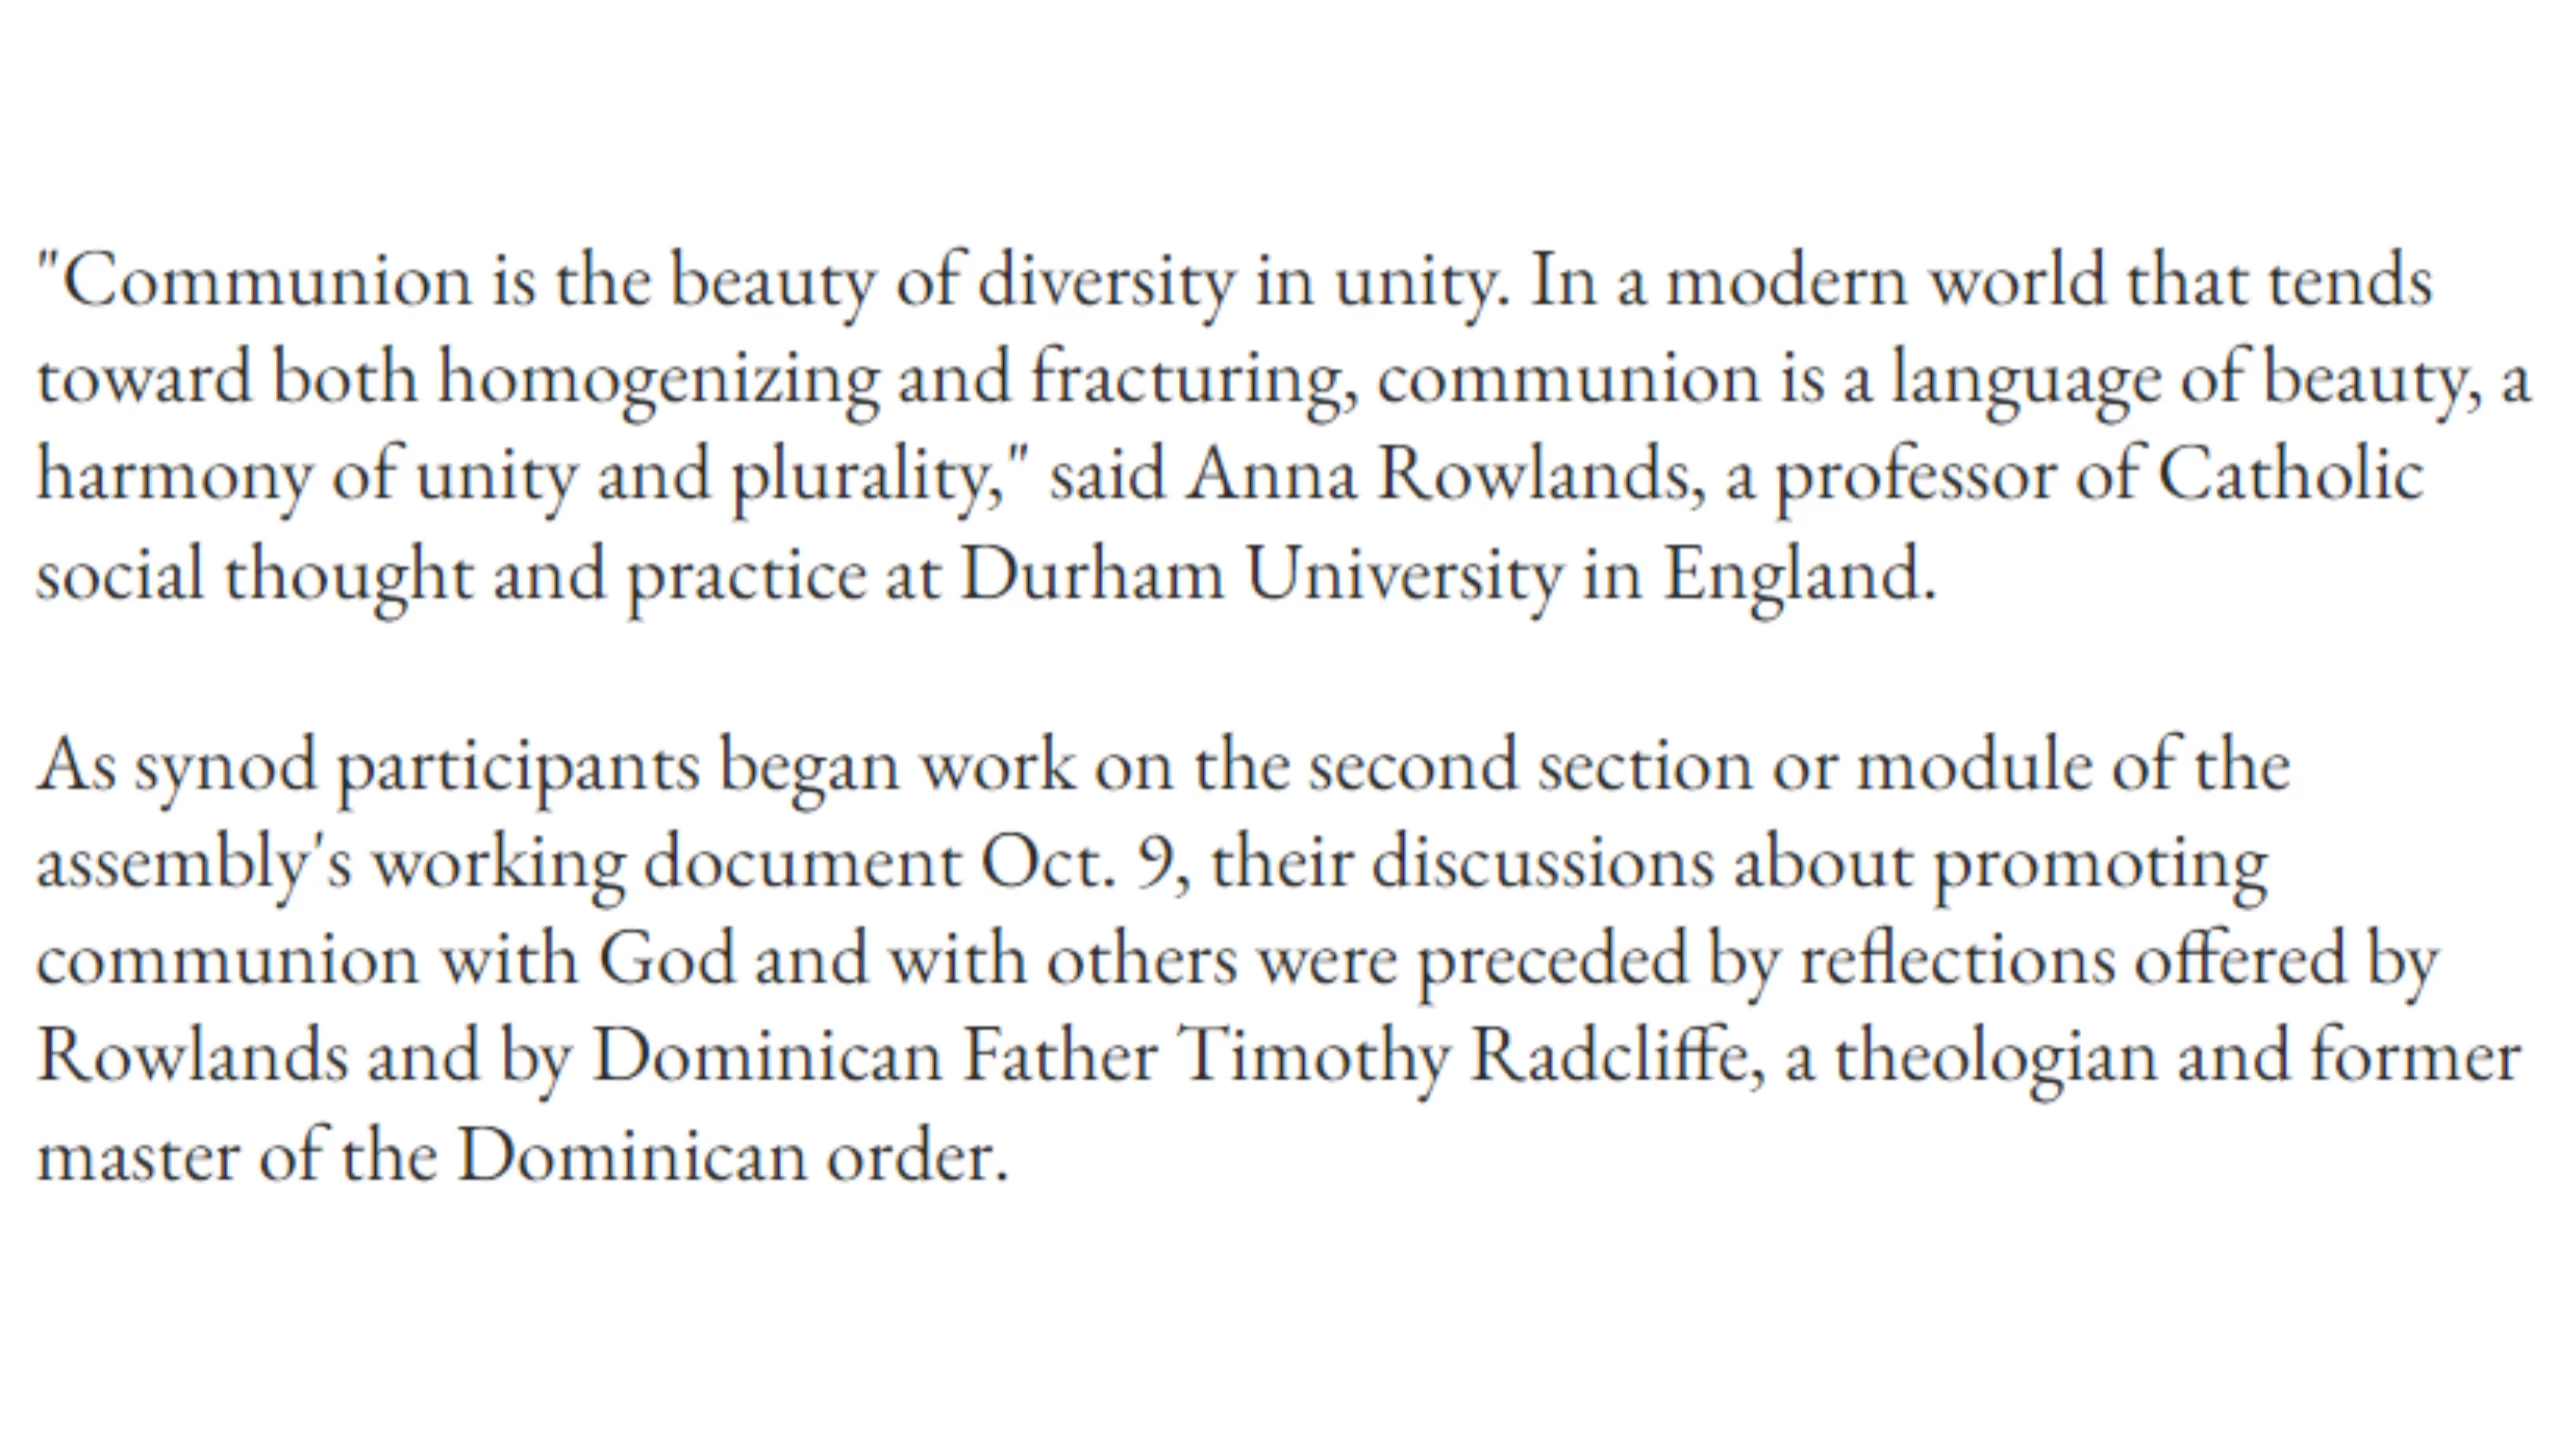 "Communion is the beauty of diversity in unity. In a modern world that tends
toward both homogenizing and fracturing, communion is a language of beauty, a
harmony of unity and plurality," said Anna Rowlands, a professor of Catholic
social thought and practice at Durham University in England.
As synod participants began work on the second section or module of the
assembly's working document Oct. 9, their discussions about promoting
communion with God and with others were preceded by reflections offered by
Rowlands and by Dominican Father Timothy Radcliffe, a theologian and former
master of the Dominican order.